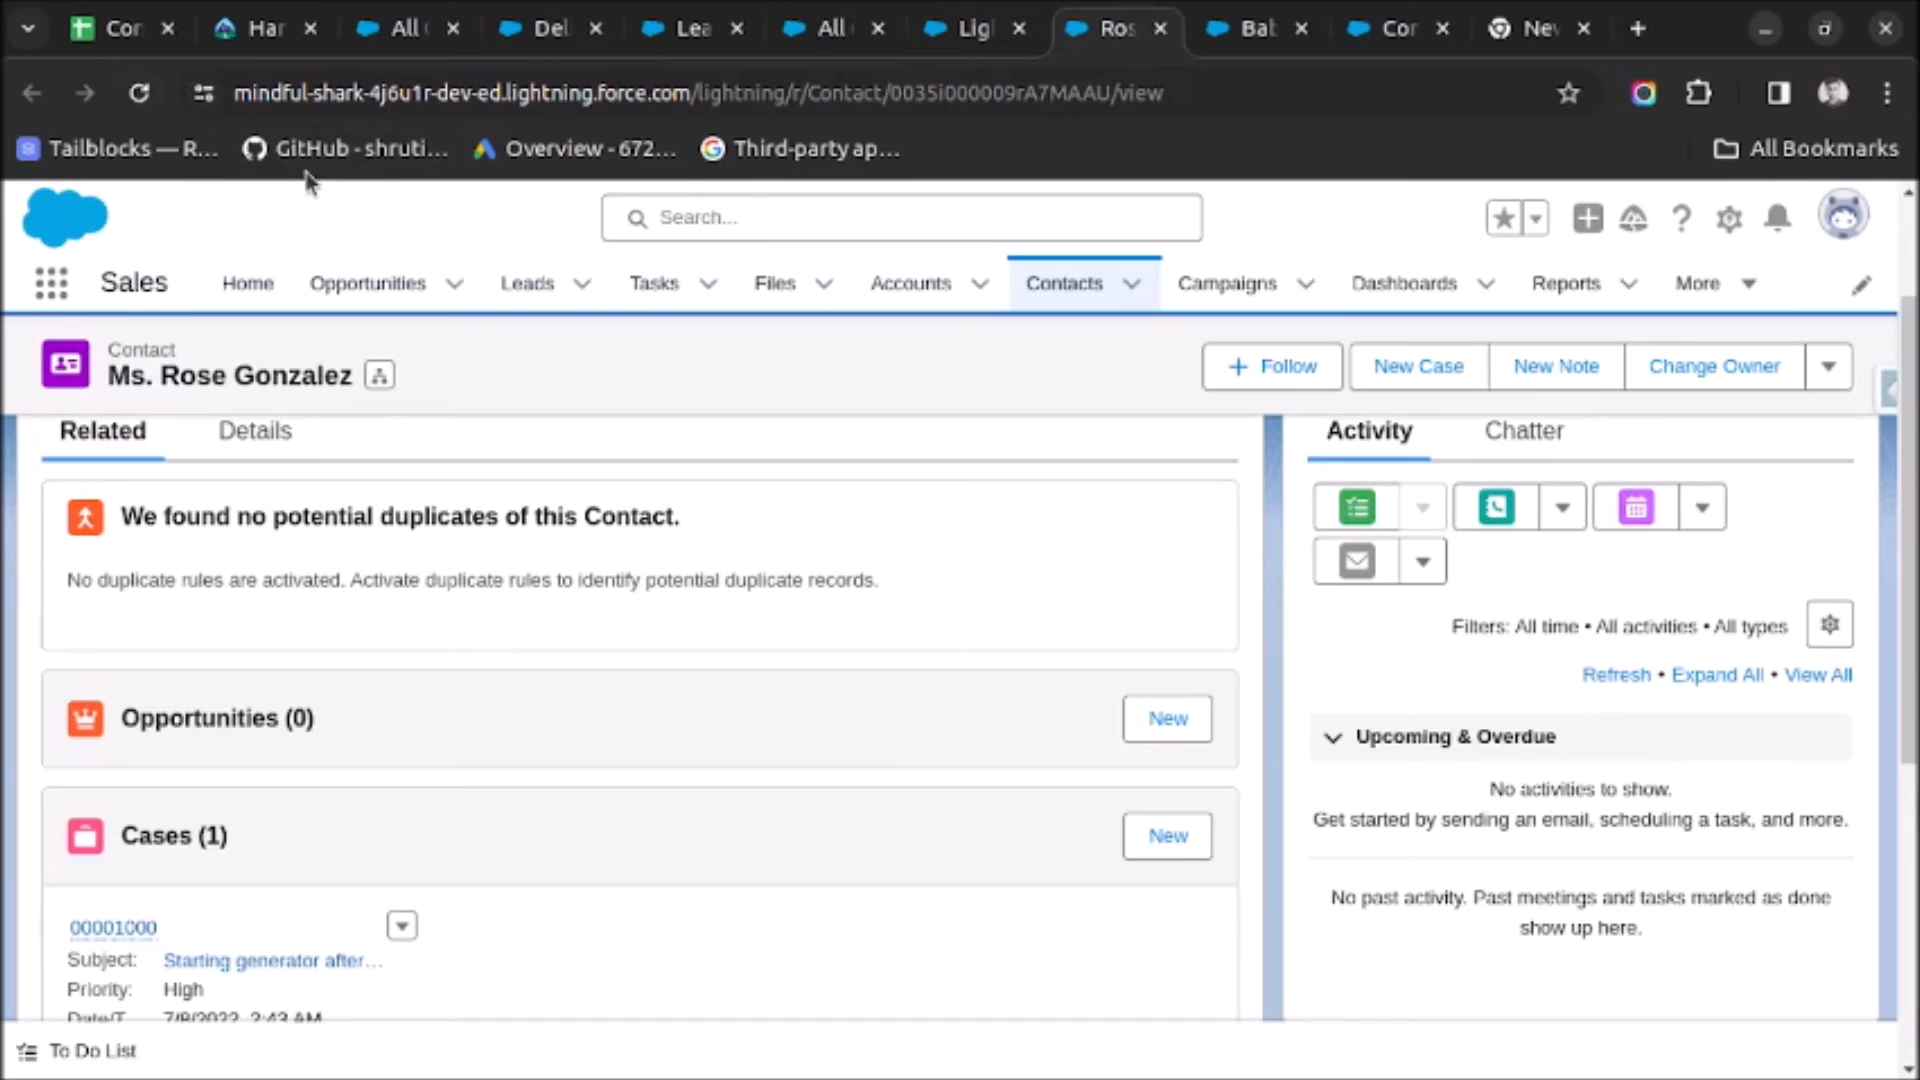 Cor
Har
All
Del
Lea
All
Lig
Ros
Bab
Cor
Nev
mindful-shark-4j6u1r-dev-ed.lightning.force.com/lightning/r/Contact/0035i000009rA7MAAU/view
Tailblocks — R... GitHub - shruti... Overview - 672... Third-party ap... All Bookmarks
Search...
Sales Home Opportunities Leads Tasks Files Accounts Contacts Campaigns Dashboards Reports More
Contact
Ms. Rose Gonzalez
Follow New Case New Note Change Owner
Related Details
We found no potential duplicates of this Contact.
No duplicate rules are activated. Activate duplicate rules to identify potential duplicate records.
Opportunities (0) New
Cases (1) New
00001000
Subject: Starting generator after...
Priority: High
Date/T... 7/8/2022, 2:43 AM
Activity Chatter
Filters: All time • All activities • All types
Refresh • Expand All • View All
Upcoming & Overdue
No activities to show.
Get started by sending an email, scheduling a task, and more.
No past activity. Past meetings and tasks marked as done
show up here.
To Do List